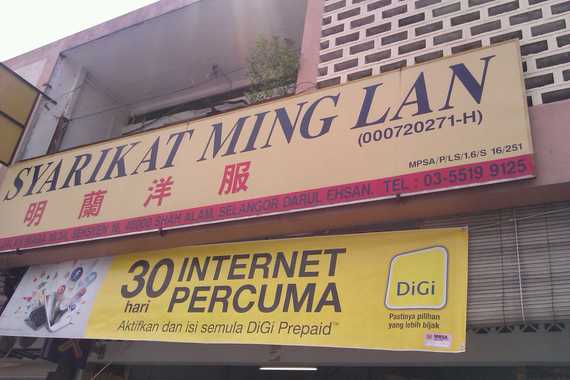 SYARIKAT MING LAN
(000720271-H)
明蘭洋服
MPSA/P/LS/1.6/S 16/251
SHAH ALAM, SELANGOR DARUL EHSAN. TEL : 03-5519 9125
30 hari INTERNET PERCUMA
Aktifkan dan isi semula DiGi Prepaid™
DiGi
Pastinya pilihan
yang lebih bijak